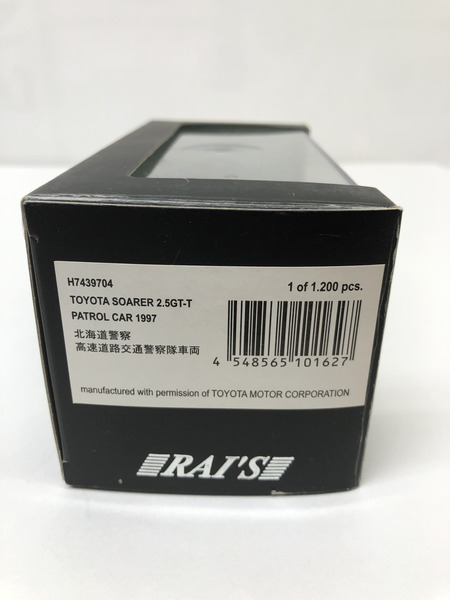 H7439704
1 of 1.200 pcs.
TOYOTA SOARER 2.5GT-T
PATROL CAR 1997
北海道警察
高速道路交通警察隊車両
4 548565 101627
manufactured with permission of TOYOTA MOTOR CORPORATION
RAI'S